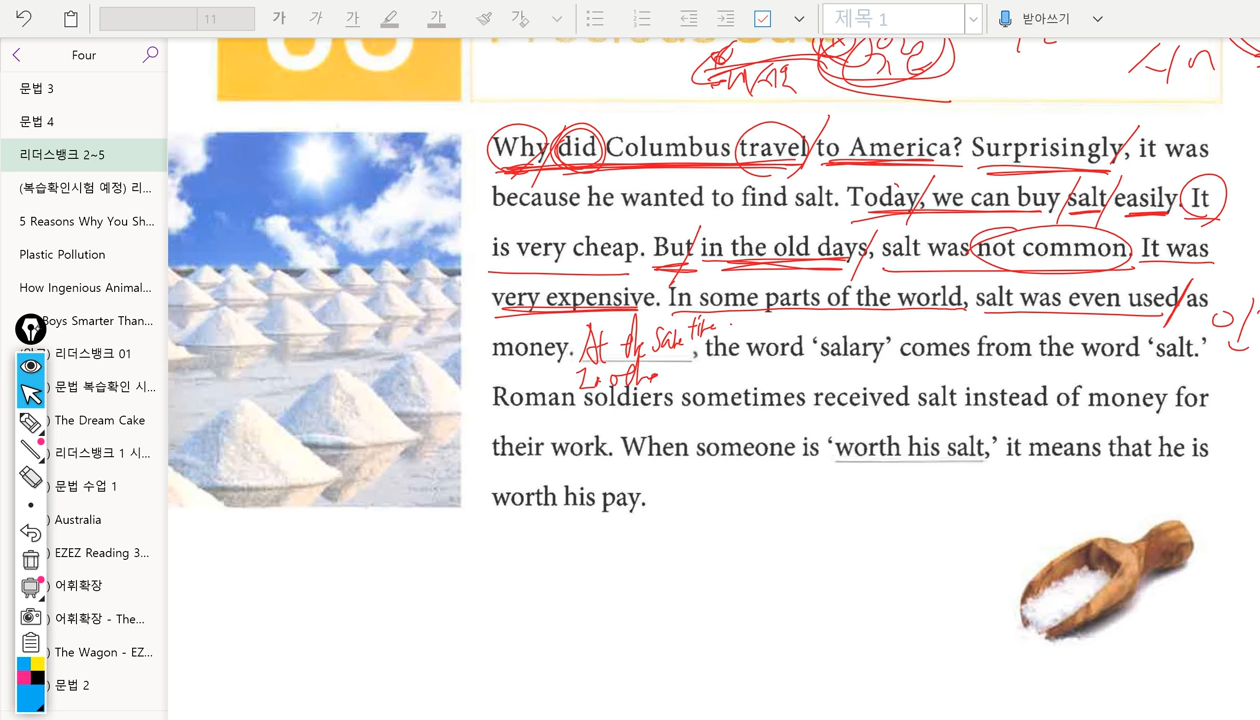 11
가 가 가 가 가
제목 1
받아쓰기
Four
문법 3
문법 4
리더스뱅크 2~5
(복습확인시험 예정) 리...
5 Reasons Why You Sh...
Plastic Pollution
How Ingenious Animal...
Boys Smarter Than...
) 리더스뱅크 01
) 문법 복습확인 시...
) The Dream Cake
) 리더스뱅크 1 시...
) 문법 수업 1
) Australia
) EZEZ Reading 3...
) 어휘확장
) 어휘확장 - The...
) The Wagon - EZ...
) 문법 2
Why did Columbus travel to America? Surprisingly, it was
because he wanted to find salt. Today, we can buy salt easily. It
is very cheap. But in the old days, salt was not common. It was
very expensive. In some parts of the world, salt was even used as
At the same time
money. , the word ‘salary’ comes from the word ‘salt.’
Roman soldiers sometimes received salt instead of money for
their work. When someone is ‘worth his salt,’ it means that he is
worth his pay.